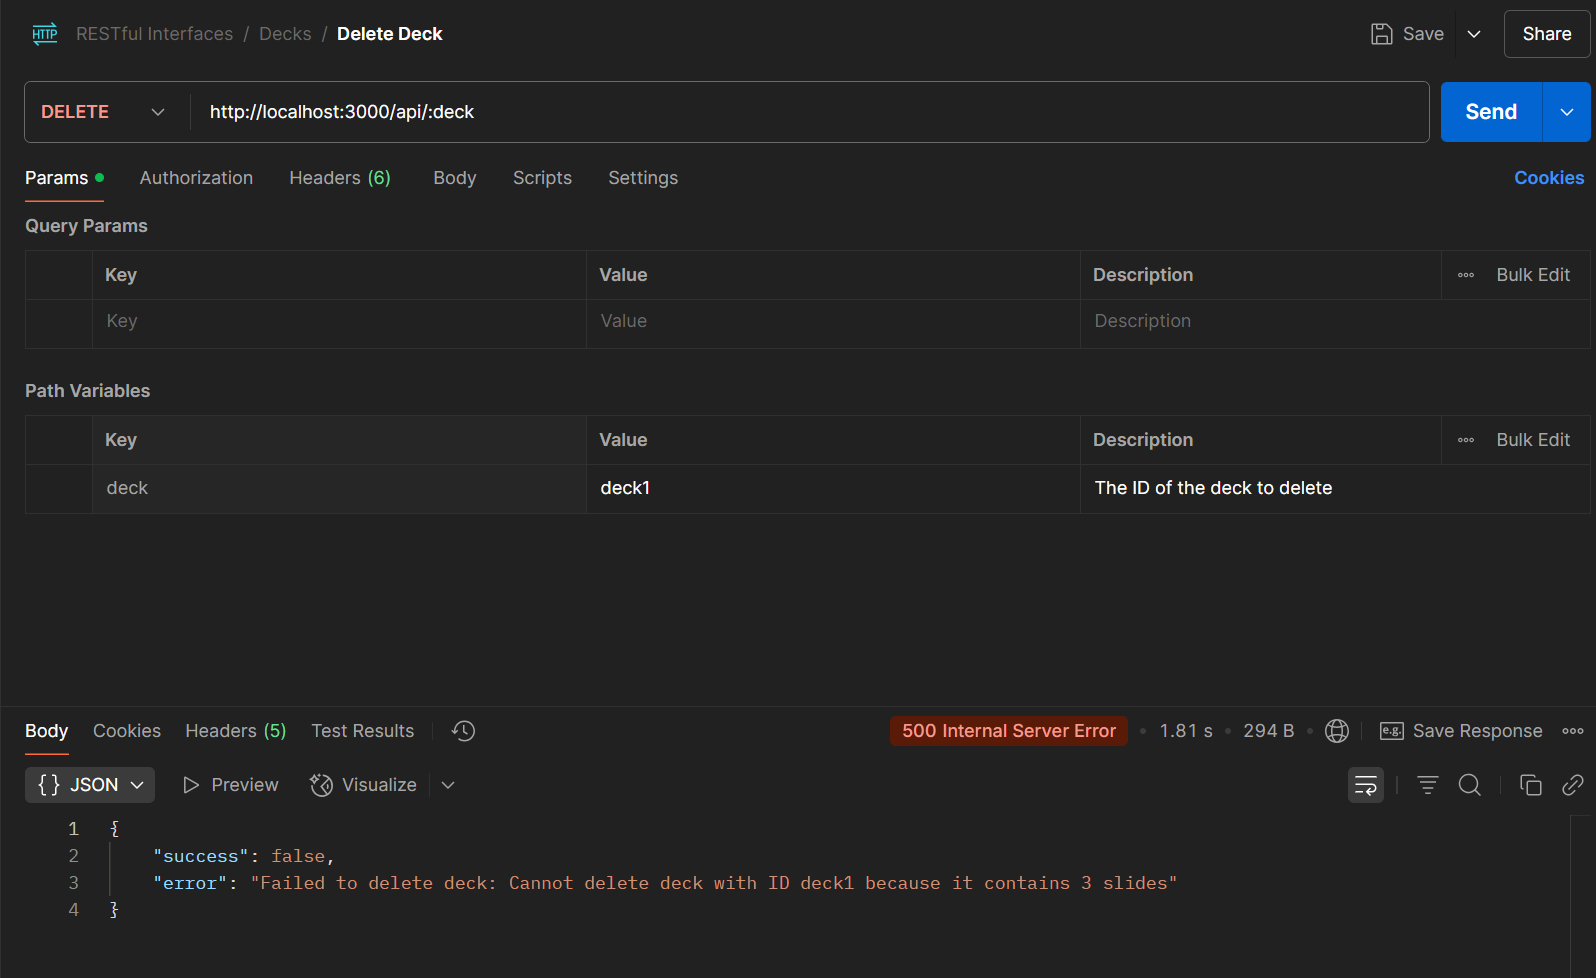 HTTP RESTful Interfaces / Decks / Delete Deck Save Share
DELETE http://localhost:3000/api/:deck Send
Params Authorization Headers (6) Body Scripts Settings Cookies
Query Params
Key Value Description Bulk Edit
Key Value Description
Path Variables
Key Value Description Bulk Edit
deck deck1 The ID of the deck to delete
Body Cookies Headers (5) Test Results 500 Internal Server Error • 1.81 s • 294 B • e.g. Save Response
{} JSON Preview Visualize
1 {
2 "success": false,
3 "error": "Failed to delete deck: Cannot delete deck with ID deck1 because it contains 3 slides"
4 }